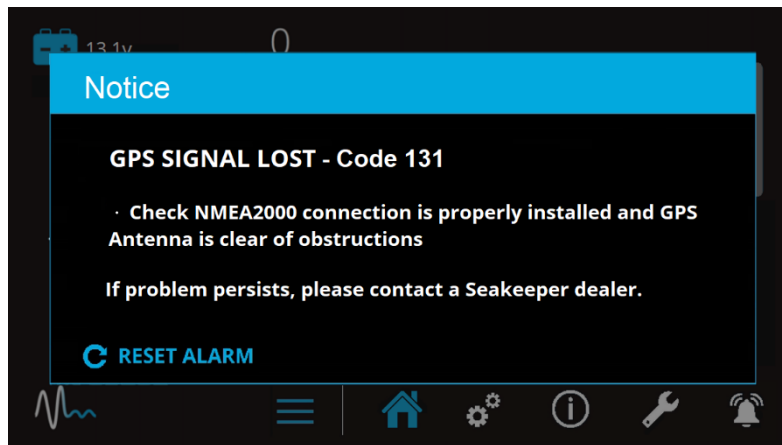 13.1v
0
Notice
GPS SIGNAL LOST - Code 131
· Check NMEA2000 connection is properly installed and GPS
Antenna is clear of obstructions
If problem persists, please contact a Seakeeper dealer.
RESET ALARM